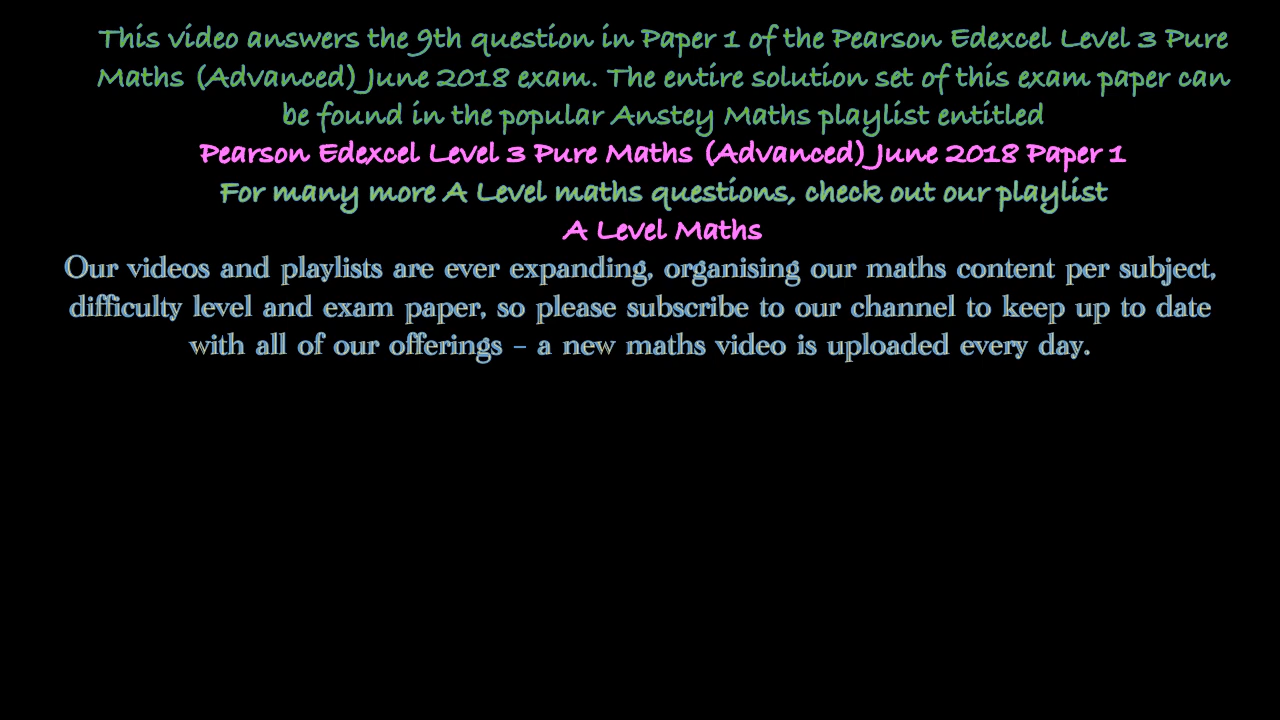 This video answers the 9th question in Paper 1 of the Pearson Edexcel Level 3 Pure
Maths (Advanced) June 2018 exam. The entire solution set of this exam paper can
be found in the popular Anstey Maths playlist entitled
Pearson Edexcel Level 3 Pure Maths (Advanced) June 2018 Paper 1
For many more A Level maths questions, check out our playlist
A Level Maths
Our videos and playlists are ever expanding, organising our maths content per subject,
difficulty level and exam paper, so please subscribe to our channel to keep up to date
with all of our offerings – a new maths video is uploaded every day.